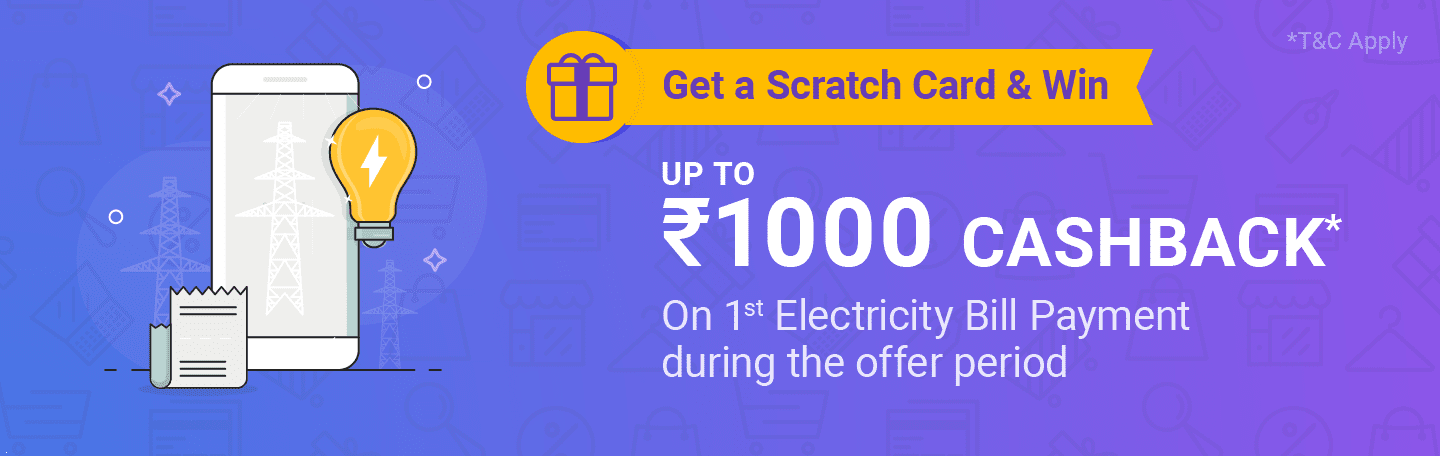 *T&C Apply
Get a Scratch Card & Win
UP TO
₹1000 CASHBACK*
On 1st Electricity Bill Payment
during the offer period